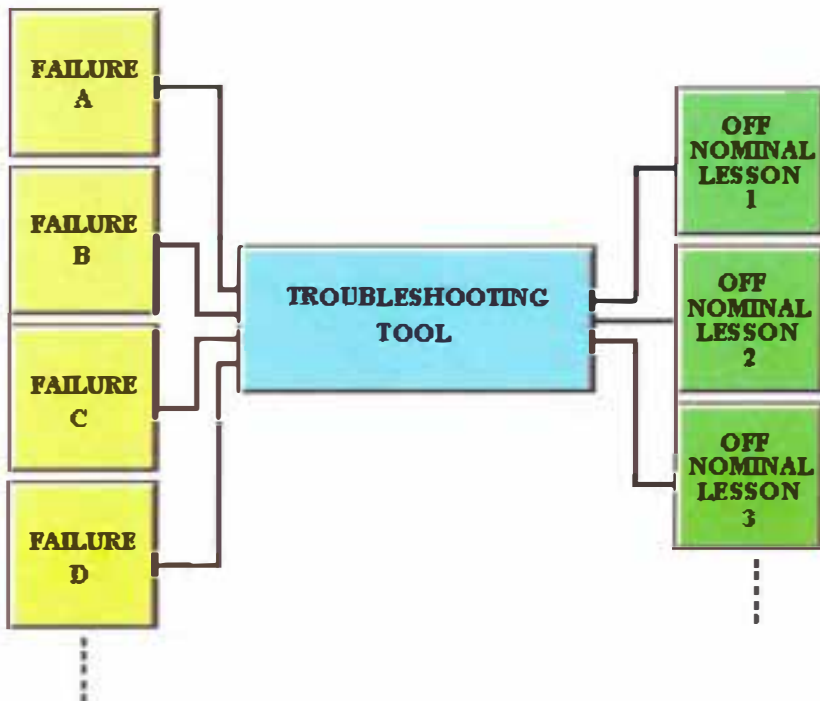 FAILURE
A
FAILURE
B
FAILURE
C
FAILURE
D
TROUBLESHOOTING
TOOL
OFF
NOMINAL
LESSON
1
OFF
NOMINAL
LESSON
2
OFF
NOMINAL
LESSON
3